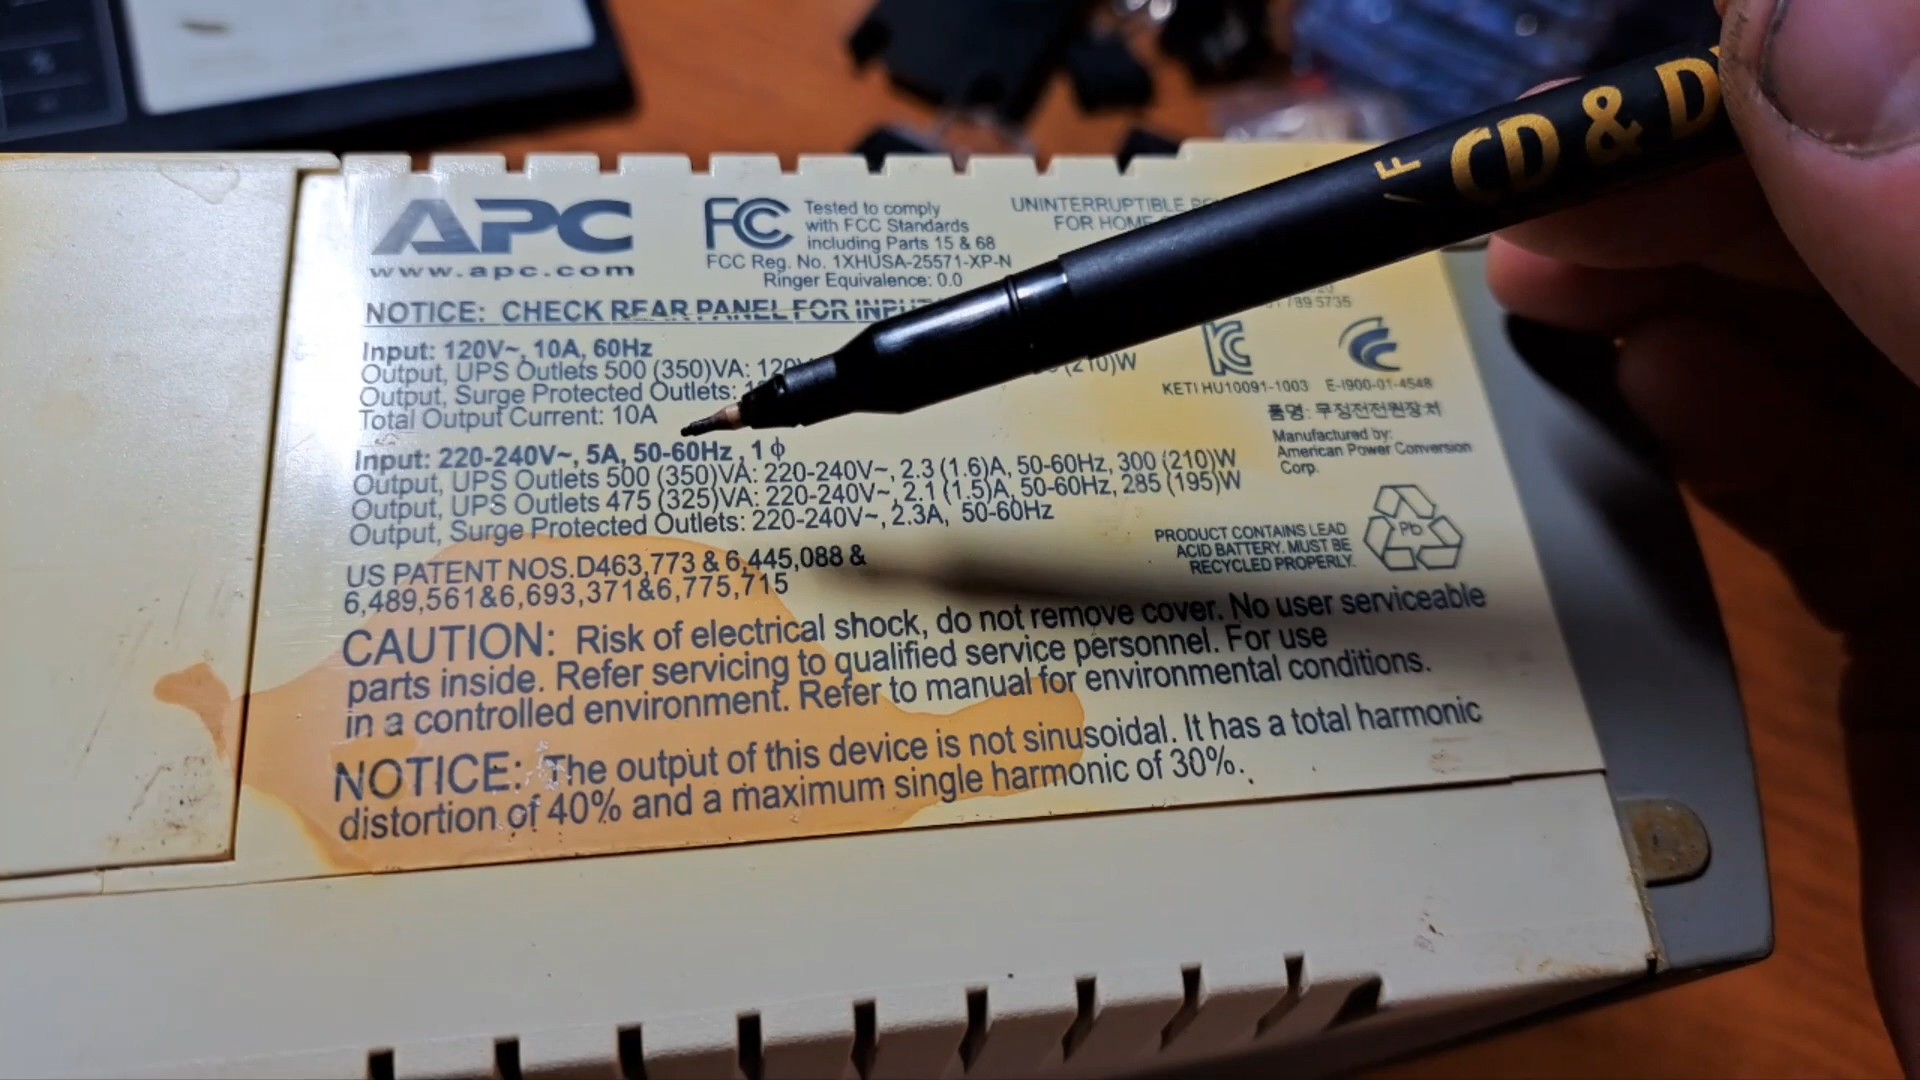 APC
www.apc.com
FC Tested to comply
with FCC Standards
including Parts 15 & 68
FCC Reg. No. 1XHUSA-25571-XP-N
Ringer Equivalence: 0.0
UNINTERRUPTIBLE
FOR HOME
NOTICE: CHECK REAR PANEL FOR
Input: 120V~, 10A, 60Hz
Output, UPS Outlets 500 (350)VA: (210)W
Output, Surge Protected Outlets:
Total Output Current: 10A
Input: 220-240V~, 5A, 50-60Hz , 1 ϕ
Output, UPS Outlets 500 (350)VA: 220-240V~, 2.3 (1.6)A, 50-60Hz, 300 (210)W
Output, UPS Outlets 475 (325)VA: 220-240V~, 2.1 (1.5)A, 50-60Hz, 285 (195)W
Output, Surge Protected Outlets: 220-240V~, 2.3A, 50-60Hz
789 5735
KC
KETI HU10091-1003 E-I900-01-4548
품명: 무정전전원장치
Manufactured by:
American Power Conversion
Corp.
US PATENT NOS.D463,773 & 6,445,088 &
6,489,561&6,693,371&6,775,715
PRODUCT CONTAINS LEAD
ACID BATTERY. MUST BE
RECYCLED PROPERLY.
Pb
CAUTION: Risk of electrical shock, do not remove cover. No user serviceable
parts inside. Refer servicing to qualified service personnel. For use
in a controlled environment. Refer to manual for environmental conditions.
NOTICE: The output of this device is not sinusoidal. It has a total harmonic
distortion of 40% and a maximum single harmonic of 30%.
/ F CD & D